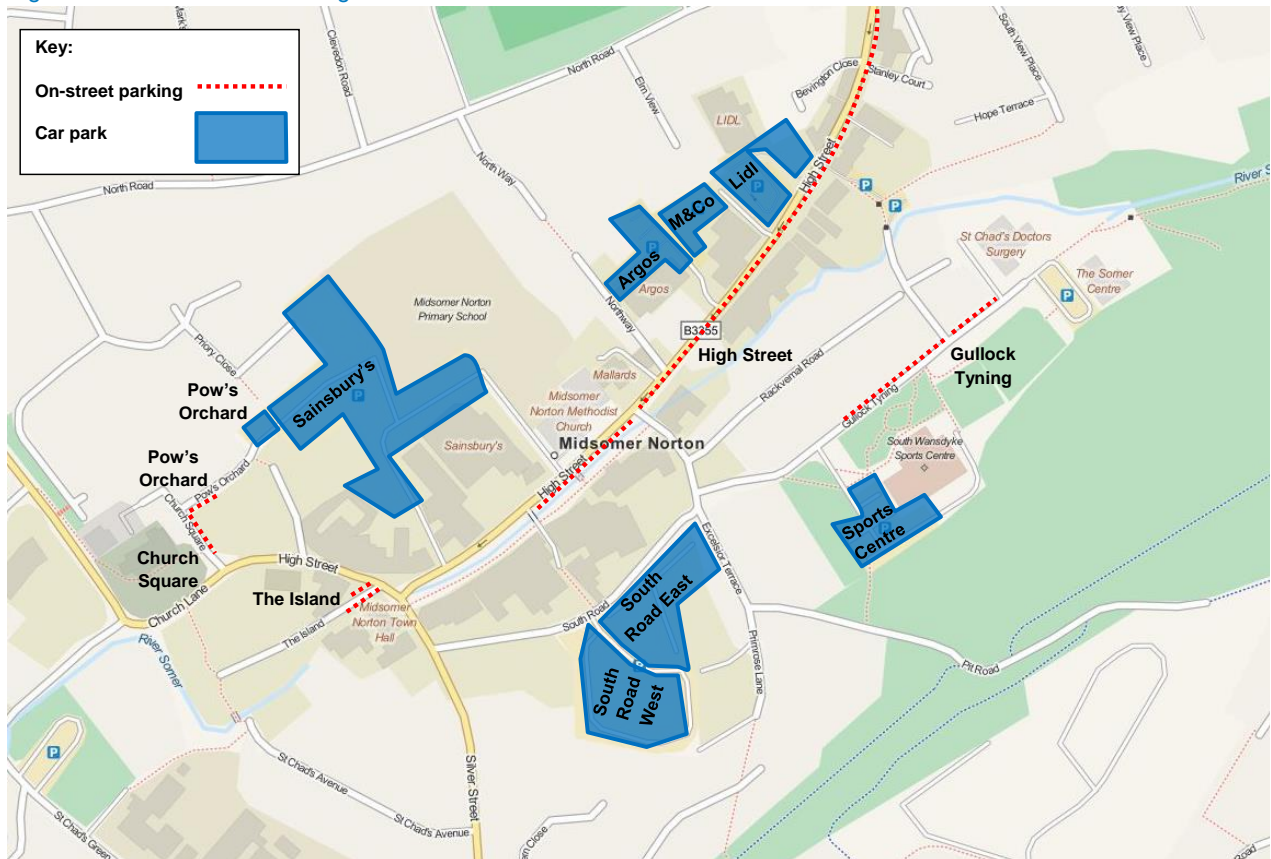 Key:
On-street parking
Car park
Mark's
Clevedon Road
North Road
Elm View
Bevington Close
Stanley Court
South View Place
View Place
Hope Terrace
LIDL
North Road
North Way
High Street
Lidl
M&Co
Argos
Argos
River S
St Chad's Doctors
Surgery
The Somer
Centre
Midsomer Norton
Primary School
Northway
B3355
High Street
Priory Close
Pow's
Orchard
Sainsbury's
Mallards
Midsomer
Norton Methodist
Church
Midsomer Norton
Rackvernal Road
Gullock
Tyning
Gullock Tyning
South Wansdyke
Sports Centre
Sainsbury's
High Street
Pow's
Orchard
Pow's Orchard
Church Square
Church
Square
Sports
Centre
Excelsior Terrace
High Street
Church Lane
The Island
The Island
Midsomer
Norton Town
Hall
South Road
South
Road East
South
Road
West
Primrose Lane
Pit Road
River Somer
Silver Street
St Chad's Avenue
St Chad's Avenue
St Chad's Green
Close
Road
P
P
P
P
P
P
P
P